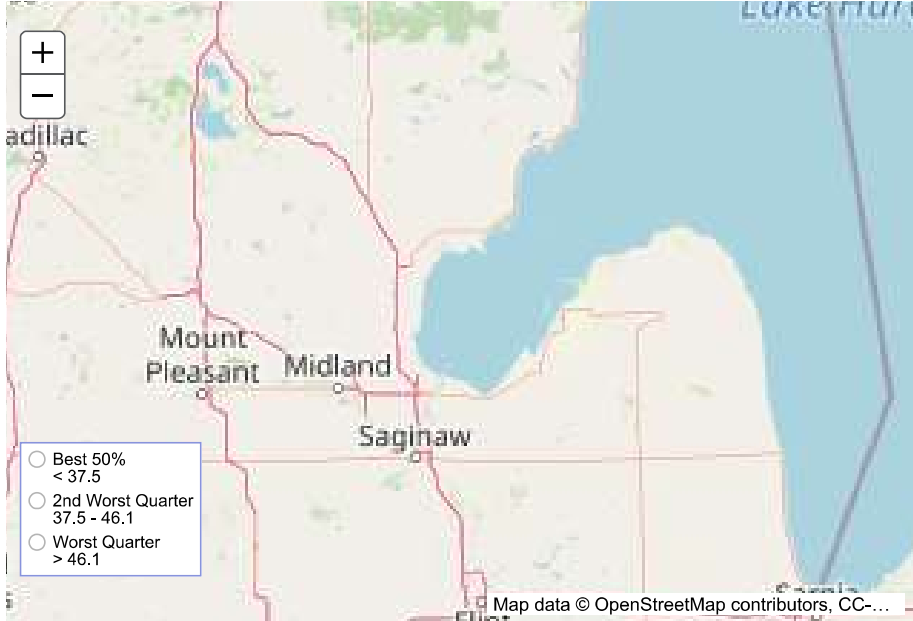 +
−
adillac
Mount
Pleasant
Midland
Saginaw
Best 50%
< 37.5
2nd Worst Quarter
37.5 - 46.1
Worst Quarter
> 46.1
Map data © OpenStreetMap contributors, CC-…